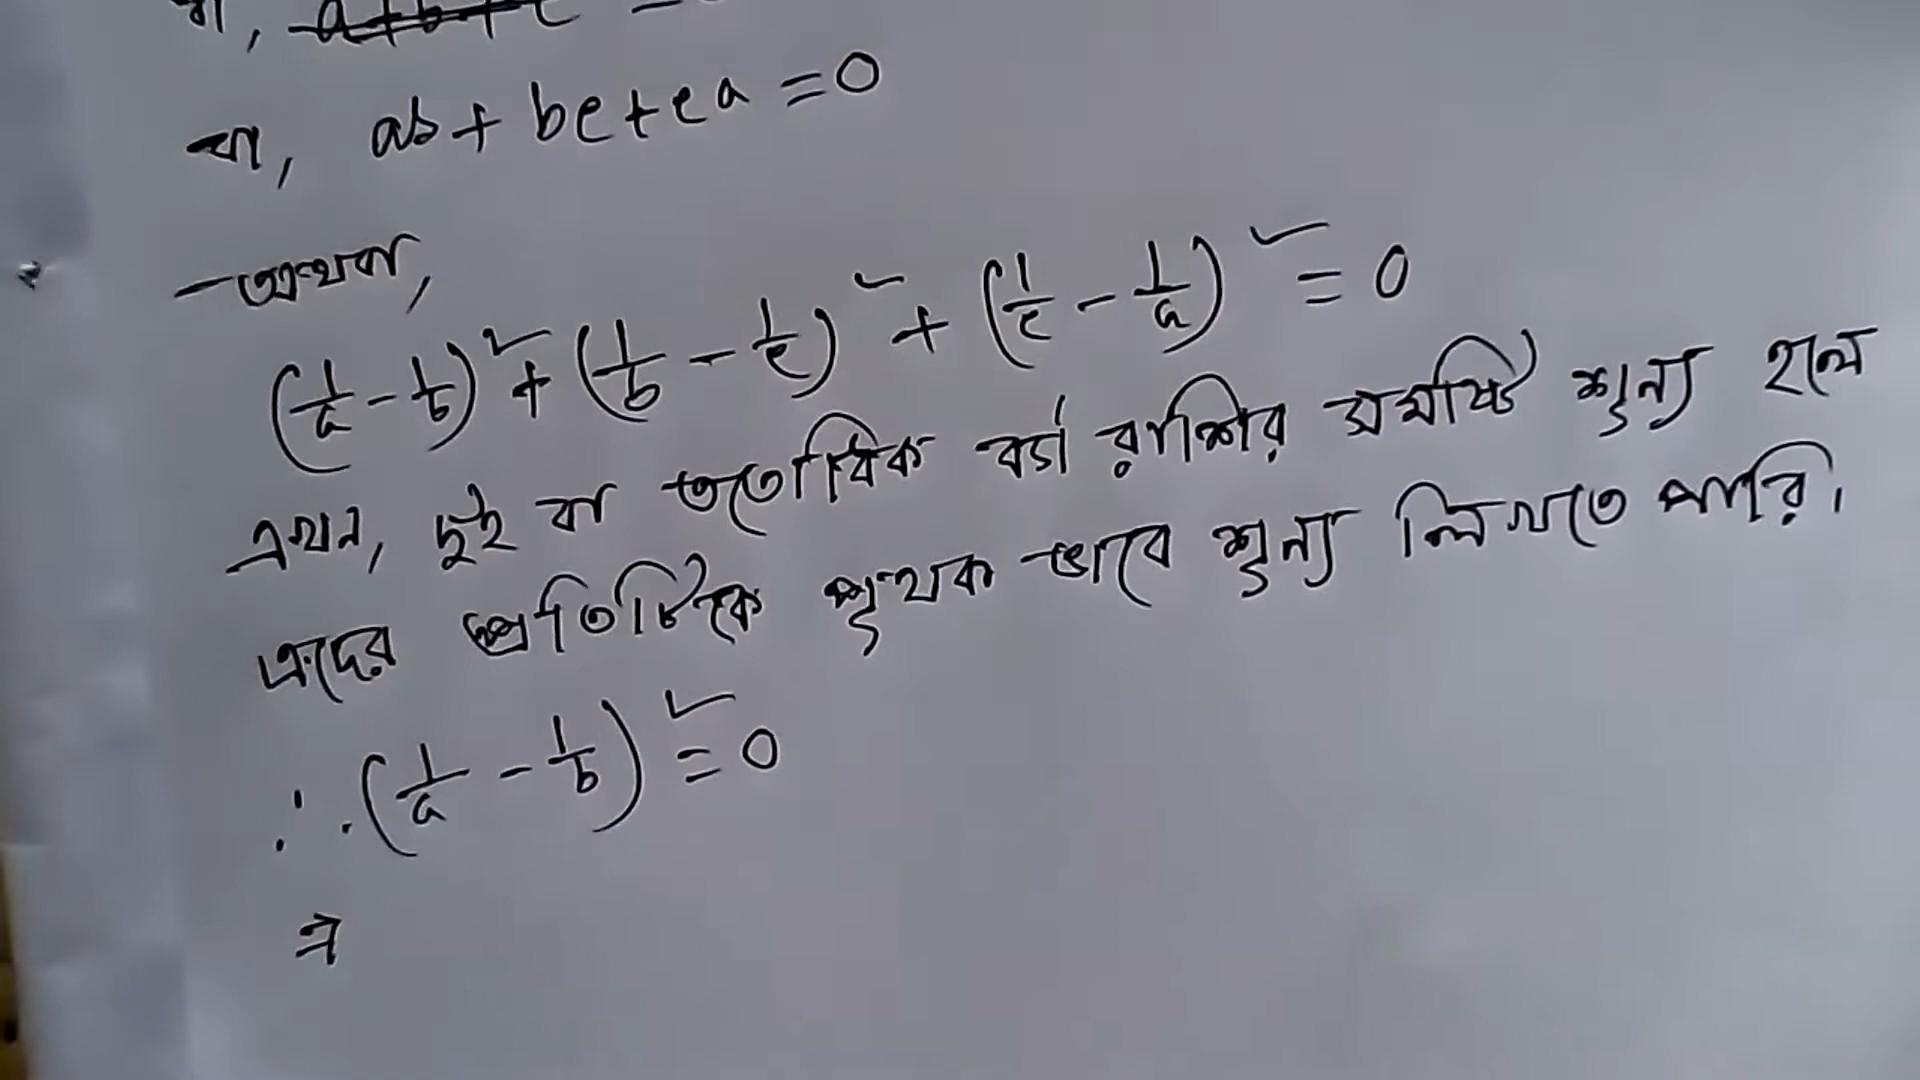 বা, a+b+c =
বা, ab + bc+ca =0
অথবা,
(1/a - 1/b)² + (1/b - 1/c)² + (1/c - 1/a)² = 0
এখন, দুই বা ততোধিক বর্গ রাশির সমষ্টি শূন্য হলে
এদের প্রতিটিকে পৃথক ভাবে শূন্য লিখতে পারি।
∴ (1/a - 1/b)² = 0
⇒